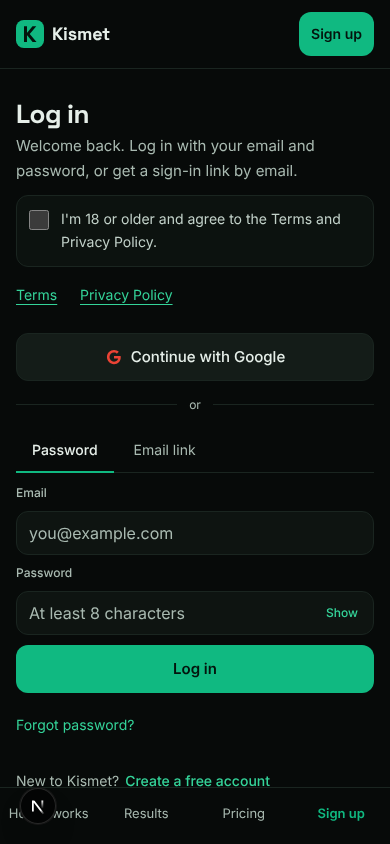 Kismet
Sign up
Log in
Welcome back. Log in with your email and
password, or get a sign-in link by email.
I'm 18 or older and agree to the Terms and
Privacy Policy.
Terms
Privacy Policy
Continue with Google
or
Password
Email link
Email
you@example.com
Password
At least 8 characters
Show
Log in
Forgot password?
New to Kismet? Create a free account
works
Results
Pricing
Sign up